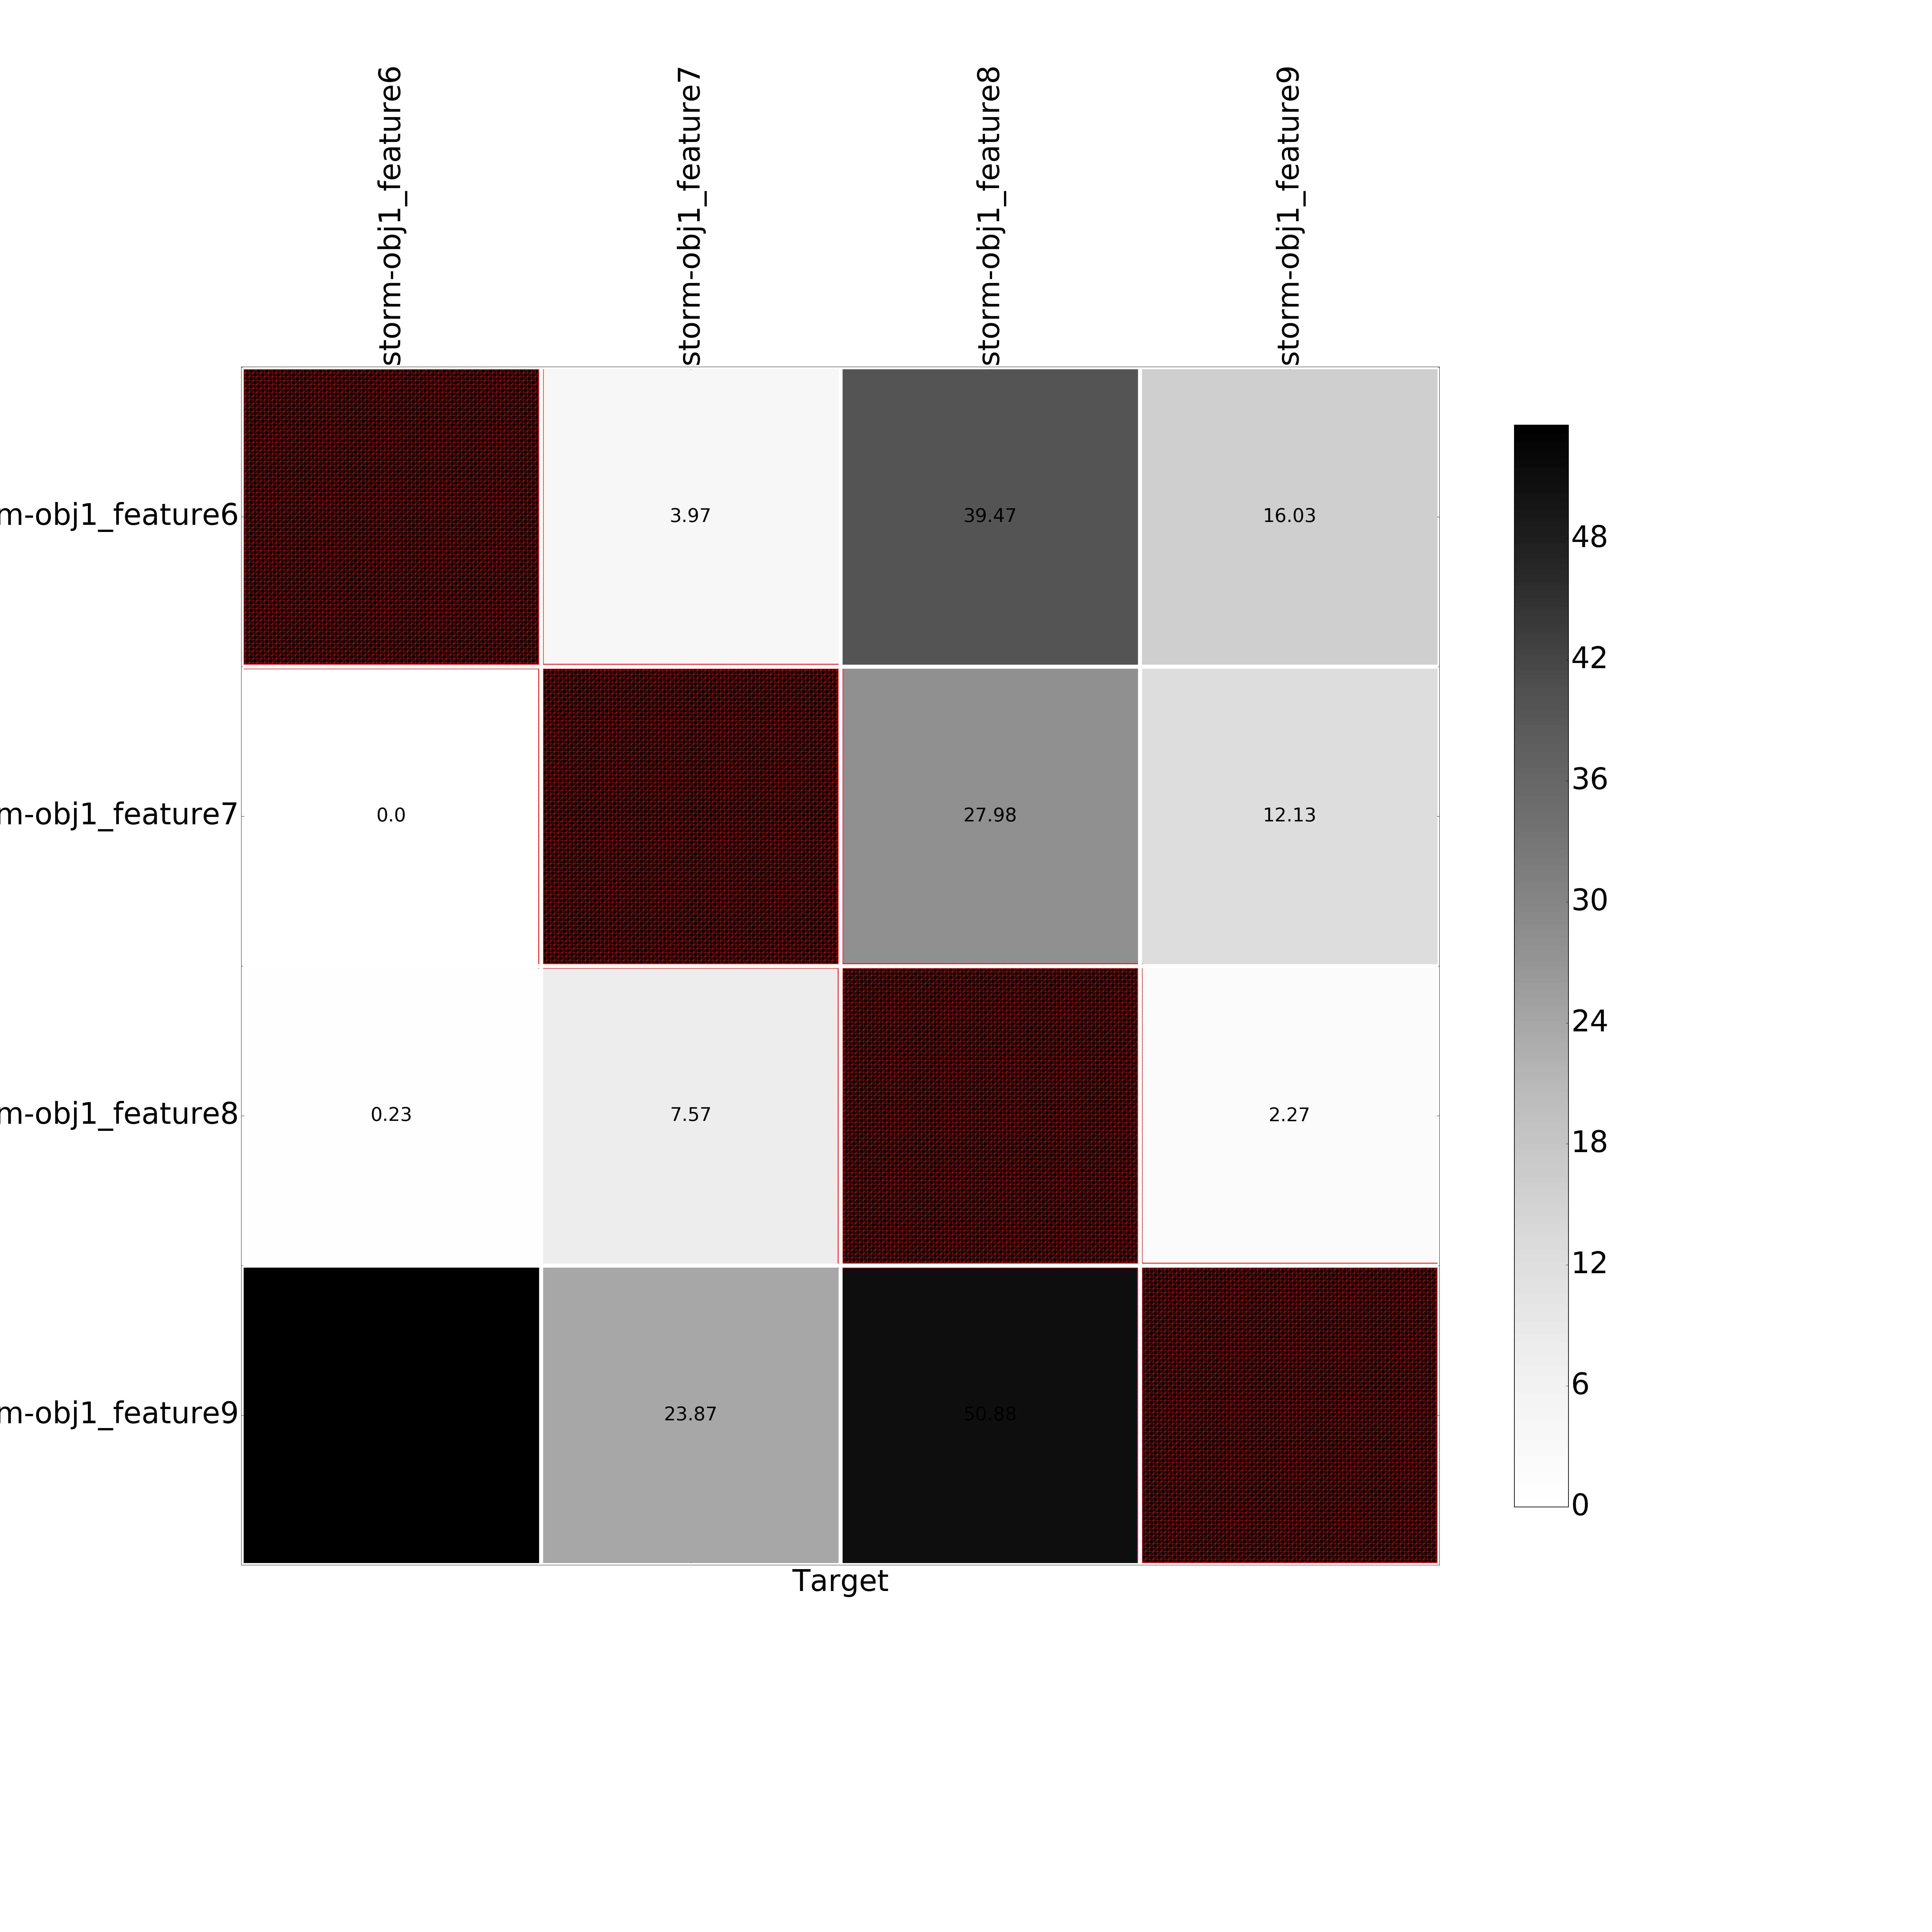 storm-obj1_feature6
storm-obj1_feature7
storm-obj1_feature8
storm-obj1_feature9
m-obj1_feature6
3.97
39.47
16.03
m-obj1_feature7
0.0
27.98
12.13
m-obj1_feature8
0.23
7.57
2.27
m-obj1_feature9
23.87
50.88
Target
48
42
36
30
24
18
12
6
0